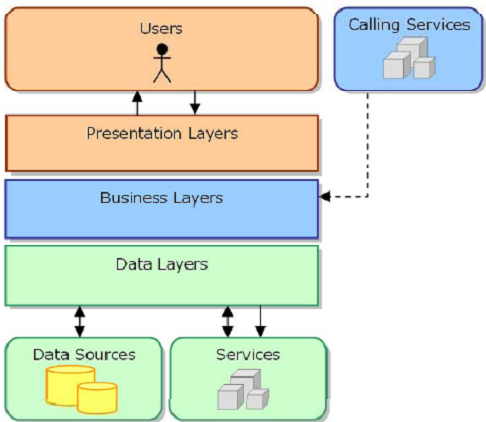 Users
Calling Services
Presentation Layers
Business Layers
Data Layers
Data Sources
Services